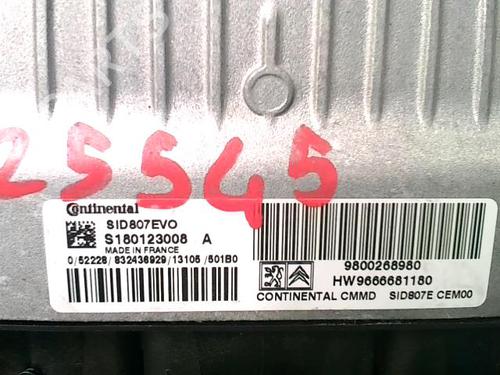 25545
Continental
SID807EVO
S180123008 A
MADE IN FRANCE
0/52228/832436929/13105/501B0
9800268980
HW9666681180
CONTINENTAL CMMD SID807E CEM00